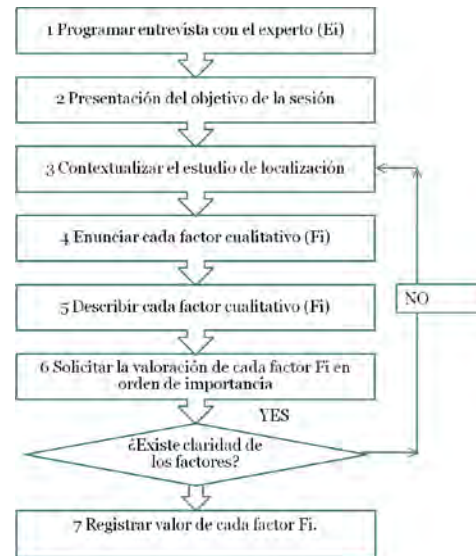 1 Programar entrevista con el experto (Ei)
2 Presentación del objetivo de la sesión
3 Contextualizar el estudio de localización
4 Enunciar cada factor cualitativo (Fi)
5 Describir cada factor cualitativo (Fi)
NO
6 Solicitar la valoración de cada factor Fi en
orden de importancia
YES
¿Existe claridad de
los factores?
7 Registrar valor de cada factor Fi.